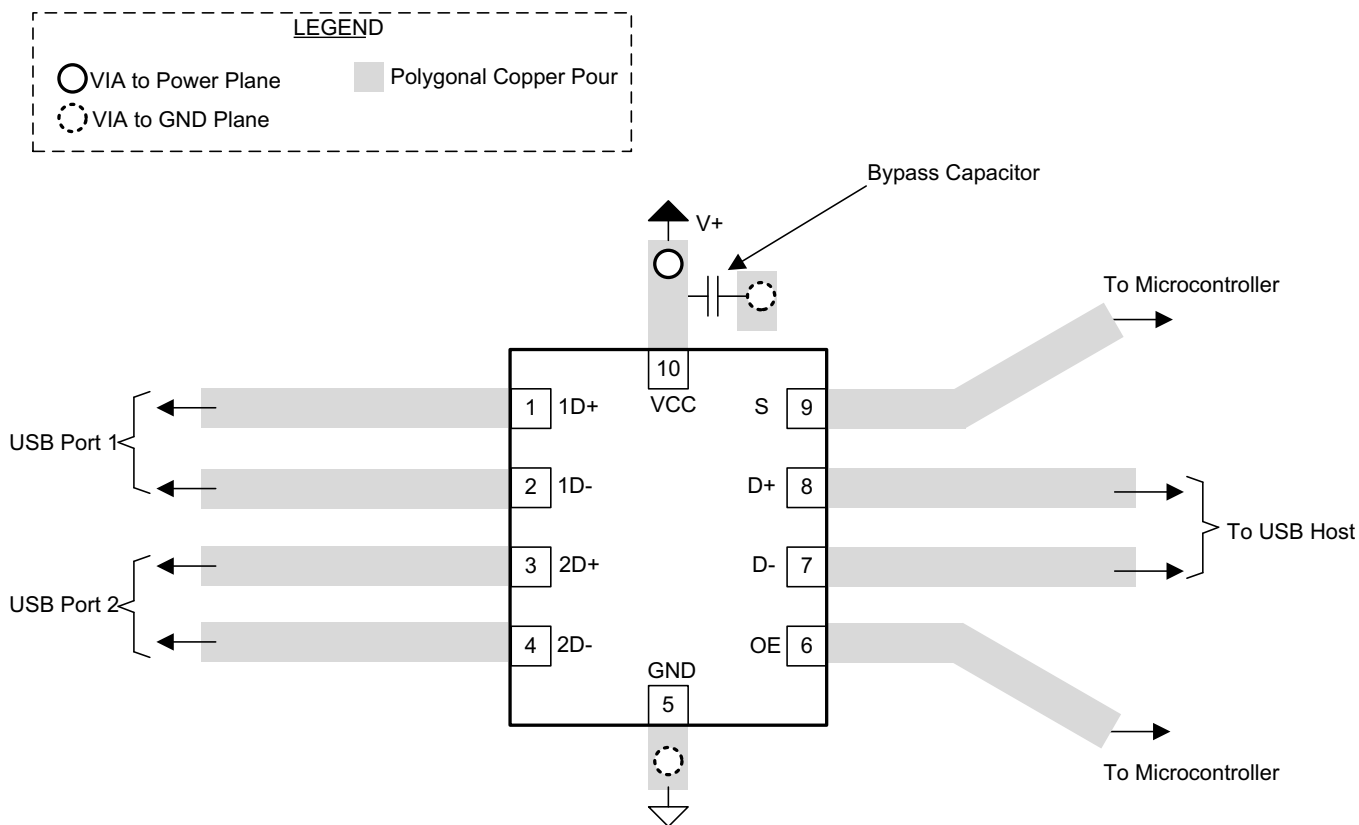 LEGEND
VIA to Power Plane
Polygonal Copper Pour
VIA to GND Plane
Bypass Capacitor
V+
To Microcontroller
10
VCC
1 1D+
S 9
USB Port 1
2 1D-
D+ 8
To USB Host
3 2D+
D- 7
USB Port 2
4 2D-
OE 6
GND
5
To Microcontroller